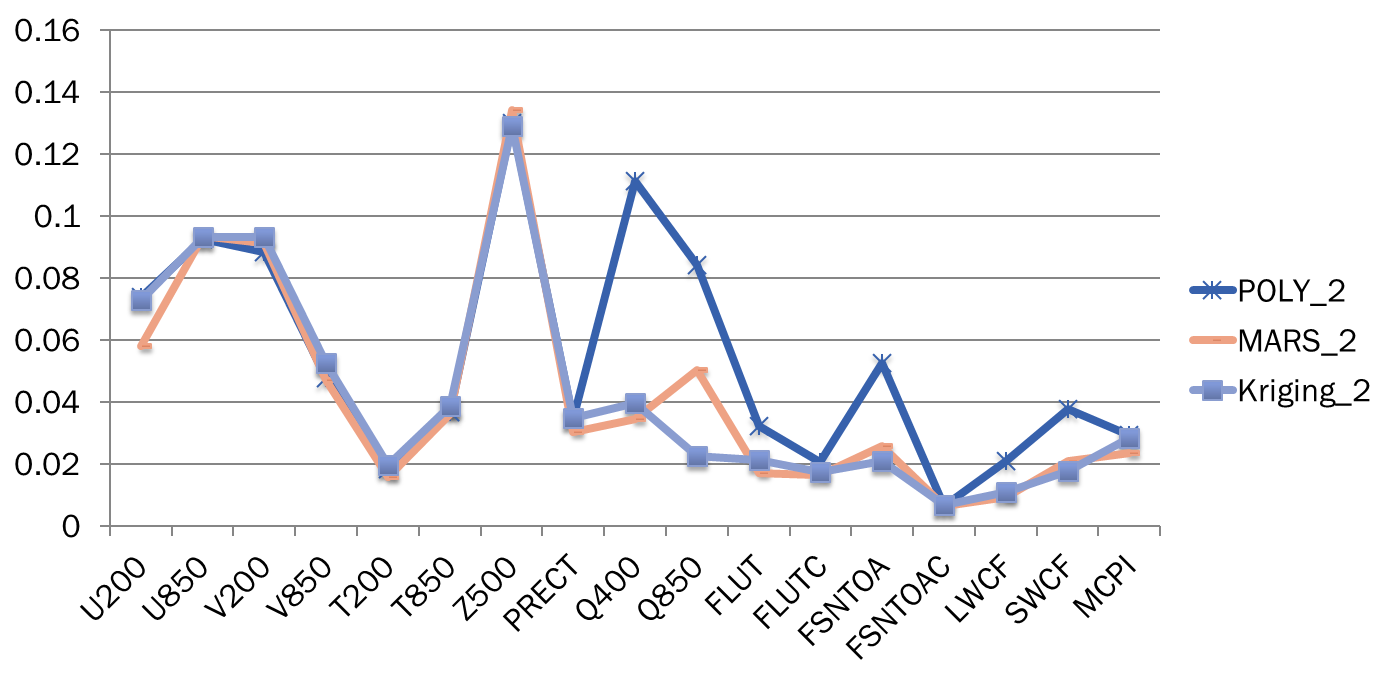 0.16
0.14
0.12
0.1
0.08
0.06
0.04
0.02
0
U200
U850
V200
V850
T200
T850
Z500
PRECT
Q400
Q850
FLUT
FLUTC
FSNTOA
FSNTOAC
LWCF
SWCF
MCPI
POLY_2
MARS_2
Kriging_2